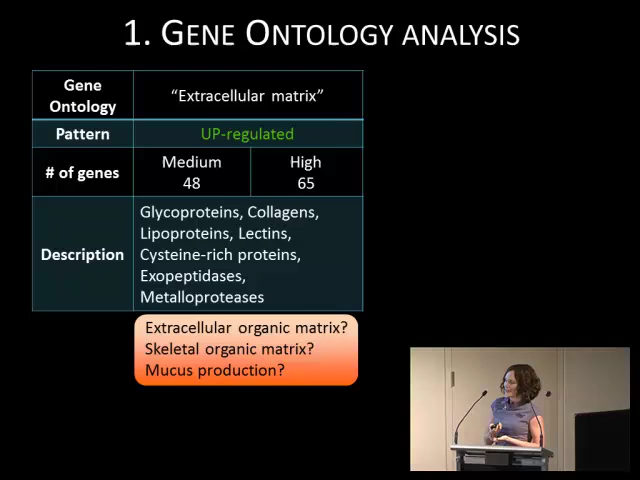 1. GENE ONTOLOGY ANALYSIS
Gene Ontology
"Extracellular matrix"
Pattern
UP-regulated
# of genes
Medium
48
High
65
Description
Glycoproteins, Collagens,
Lipoproteins, Lectins,
Cysteine-rich proteins,
Exopeptidases,
Metalloproteases
Extracellular organic matrix?
Skeletal organic matrix?
Mucus production?